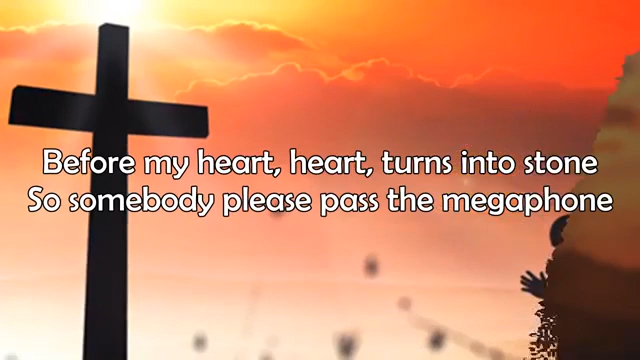 Before my heart, heart, turns into stone
So somebody please pass the megaphone